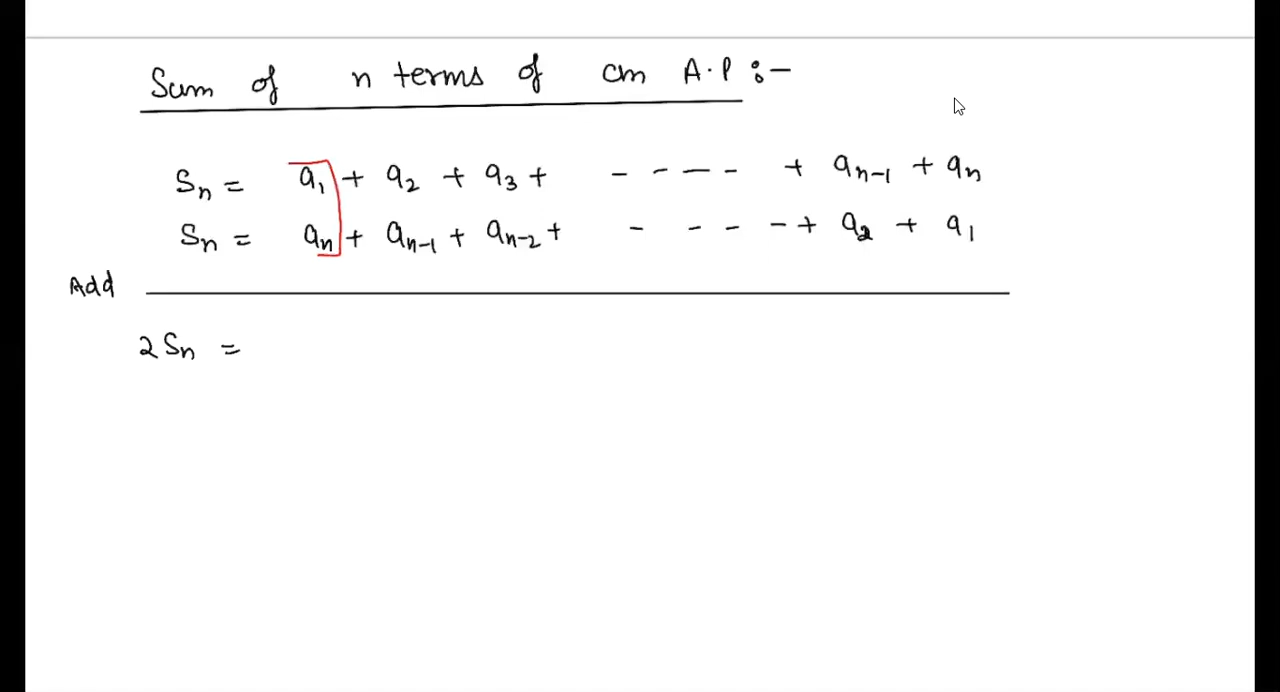 Sum of n terms of an A.P :-
Sn = a1 + a2 + a3 + - - - - - + an-1 + an
Sn = an + an-1 + an-2 + - - - - + a2 + a1
Add
2Sn =